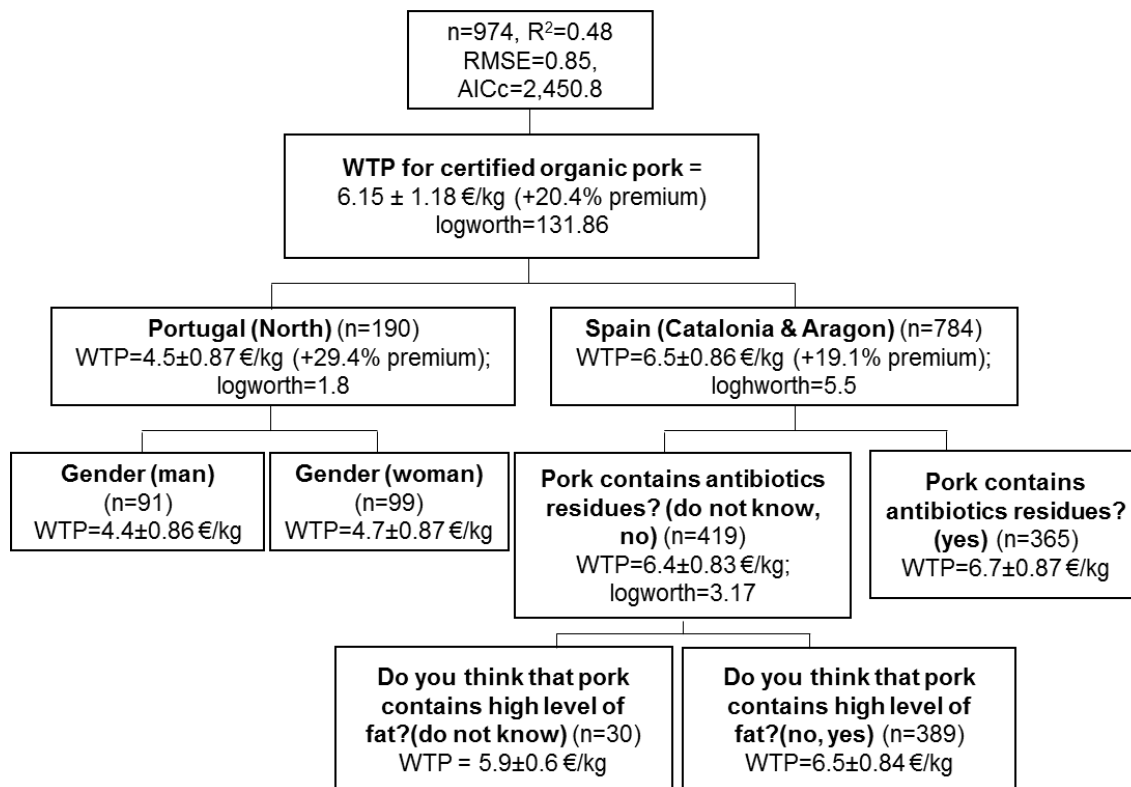 n=974, R²=0.48
RMSE=0.85,
AICc=2,450.8
WTP for certified organic pork =
6.15 ± 1.18 €/kg (+20.4% premium)
logworth=131.86
Portugal (North) (n=190)
WTP=4.5±0.87 €/kg (+29.4% premium);
logworth=1.8
Spain (Catalonia & Aragon) (n=784)
WTP=6.5±0.86 €/kg (+19.1% premium);
loghworth=5.5
Gender (man)
(n=91)
WTP=4.4±0.86 €/kg
Gender (woman)
(n=99)
WTP=4.7±0.87 €/kg
Pork contains antibiotics
residues? (do not know,
no) (n=419)
WTP=6.4±0.83 €/kg;
logworth=3.17
Pork contains
antibiotics residues?
(yes) (n=365)
WTP=6.7±0.87 €/kg
Do you think that pork
contains high level of
fat?(do not know) (n=30)
WTP = 5.9±0.6 €/kg
Do you think that pork
contains high level of
fat?(no, yes) (n=389)
WTP=6.5±0.84 €/kg